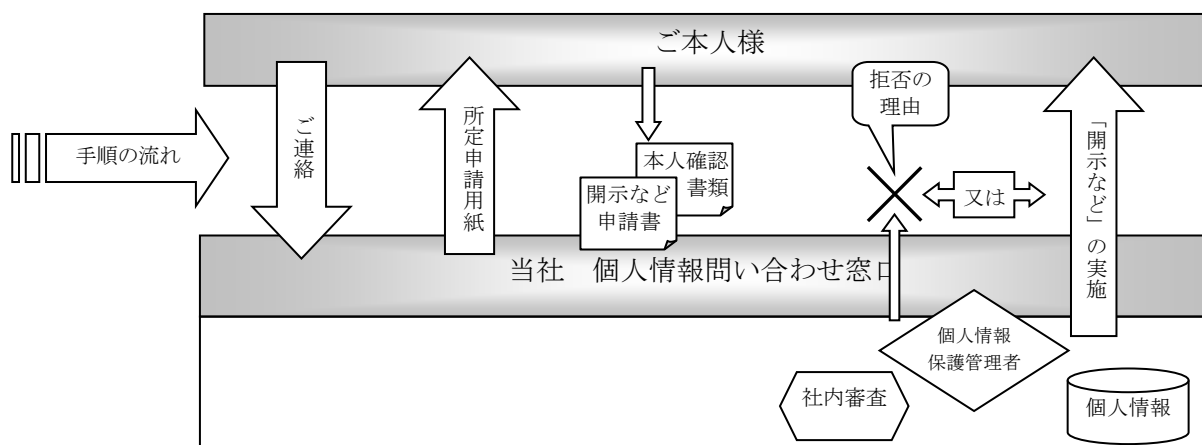 ご本人様
手順の流れ
ご連絡
所定申請用紙
本人確認
書類
開示など
申請書
拒否の
理由
又は
「開示など」の実施
当社 個人情報問い合わせ窓口
個人情報
保護管理者
社内審査
個人情報